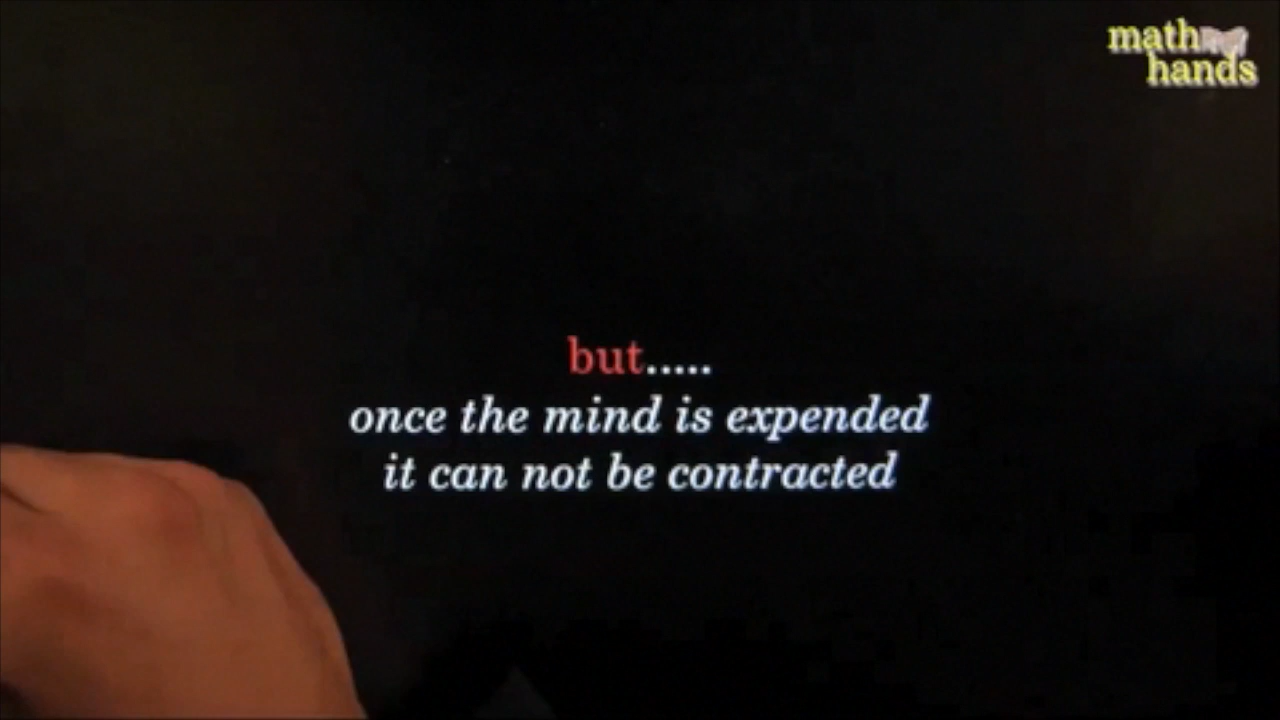 math
hands
but.....
once the mind is expended
it can not be contracted